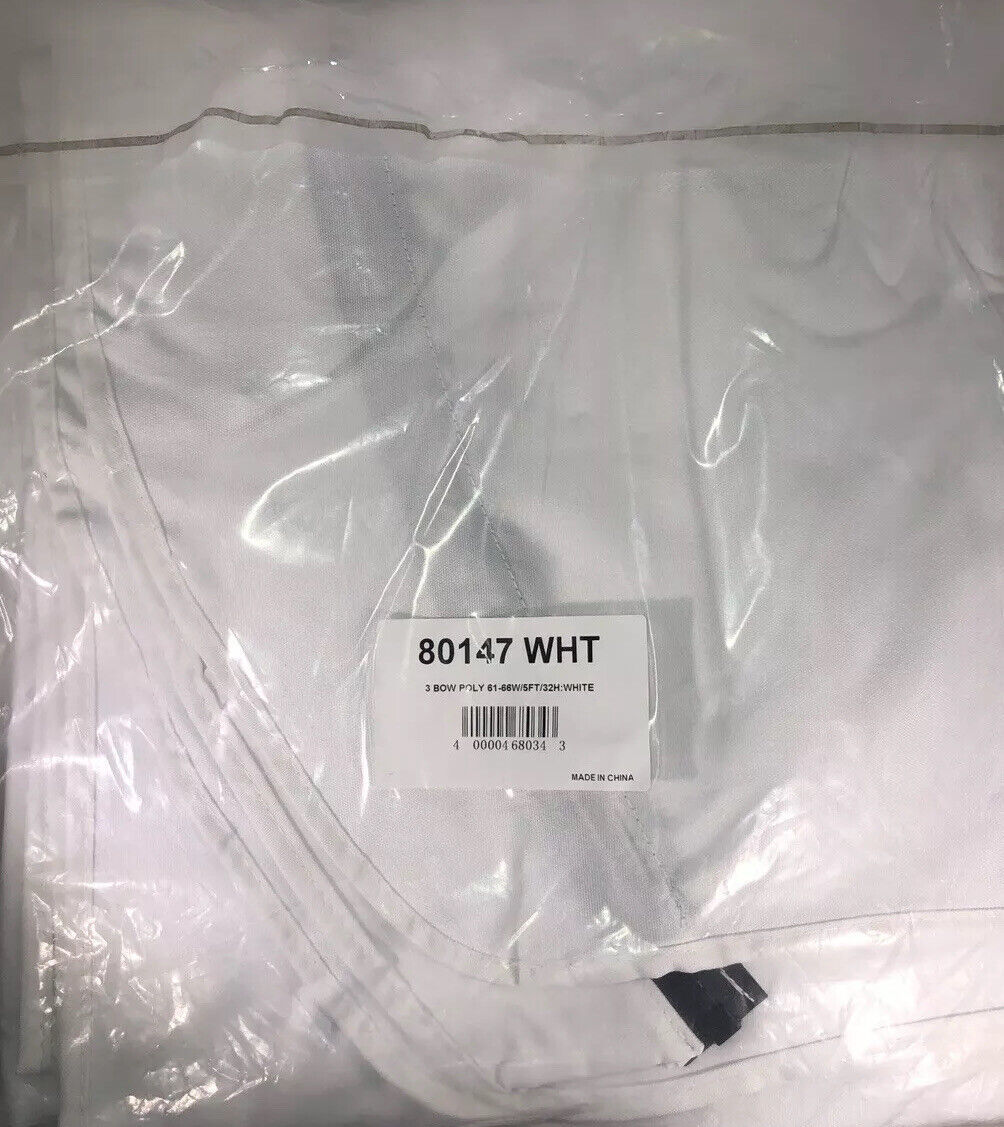 80147 WHT
3 BOW POLY 61-66W/5FT/32H:WHITE
4 0000468034 3
MADE IN CHINA